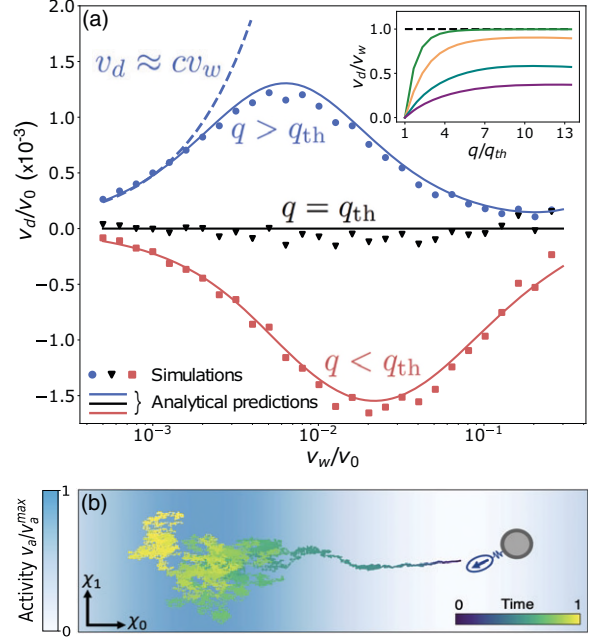 (a)
v_d ≈ cv_w
q > q_th
q = q_th
q < q_th
1.5
1.0
0.5
0.0
−0.5
−1.0
−1.5
v_d/v_0 (x10⁻³)
Simulations
} Analytical predictions
10⁻³ 10⁻² 10⁻¹
v_w/v_0
1.0
0.5
0.0
v_d/v_w
1 4 7 10 13
q/q_th
(b)
1
0
Activity v_a/v_a^max
χ_1
χ_0
0 Time 1